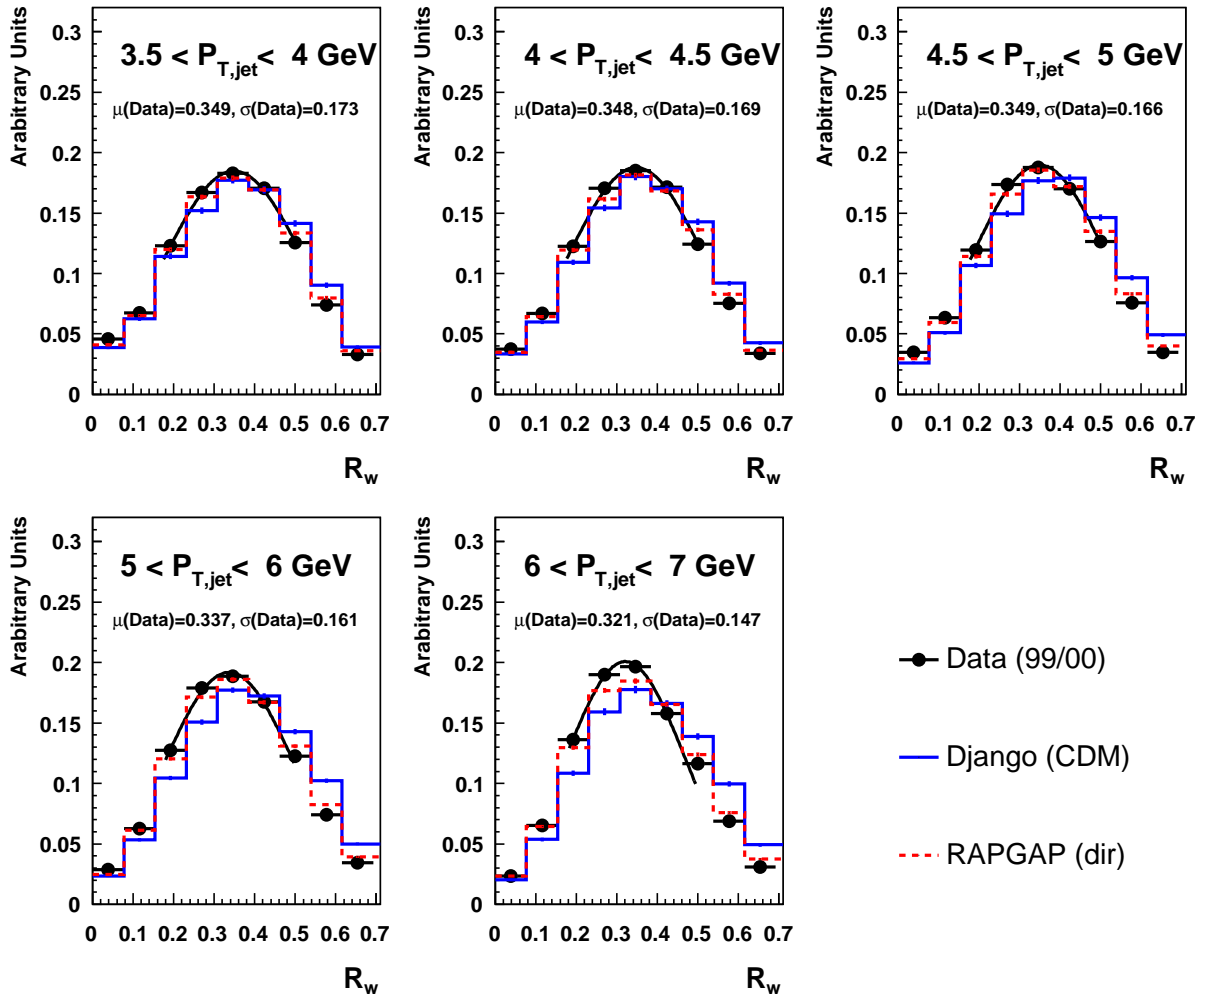 Arabitrary Units
3.5 < P_T,jet < 4 GeV
μ(Data)=0.349, σ(Data)=0.173
0.3
0.25
0.2
0.15
0.1
0.05
0
0 0.1 0.2 0.3 0.4 0.5 0.6 0.7
R_w
Arabitrary Units
4 < P_T,jet < 4.5 GeV
μ(Data)=0.348, σ(Data)=0.169
0.3
0.25
0.2
0.15
0.1
0.05
0
0 0.1 0.2 0.3 0.4 0.5 0.6 0.7
R_w
Arabitrary Units
4.5 < P_T,jet < 5 GeV
μ(Data)=0.349, σ(Data)=0.166
0.3
0.25
0.2
0.15
0.1
0.05
0
0 0.1 0.2 0.3 0.4 0.5 0.6 0.7
R_w
Arabitrary Units
5 < P_T,jet < 6 GeV
μ(Data)=0.337, σ(Data)=0.161
0.3
0.25
0.2
0.15
0.1
0.05
0
0 0.1 0.2 0.3 0.4 0.5 0.6 0.7
R_w
Arabitrary Units
6 < P_T,jet < 7 GeV
μ(Data)=0.321, σ(Data)=0.147
0.3
0.25
0.2
0.15
0.1
0.05
0
0 0.1 0.2 0.3 0.4 0.5 0.6 0.7
R_w
Data (99/00)
Django (CDM)
RAPGAP (dir)